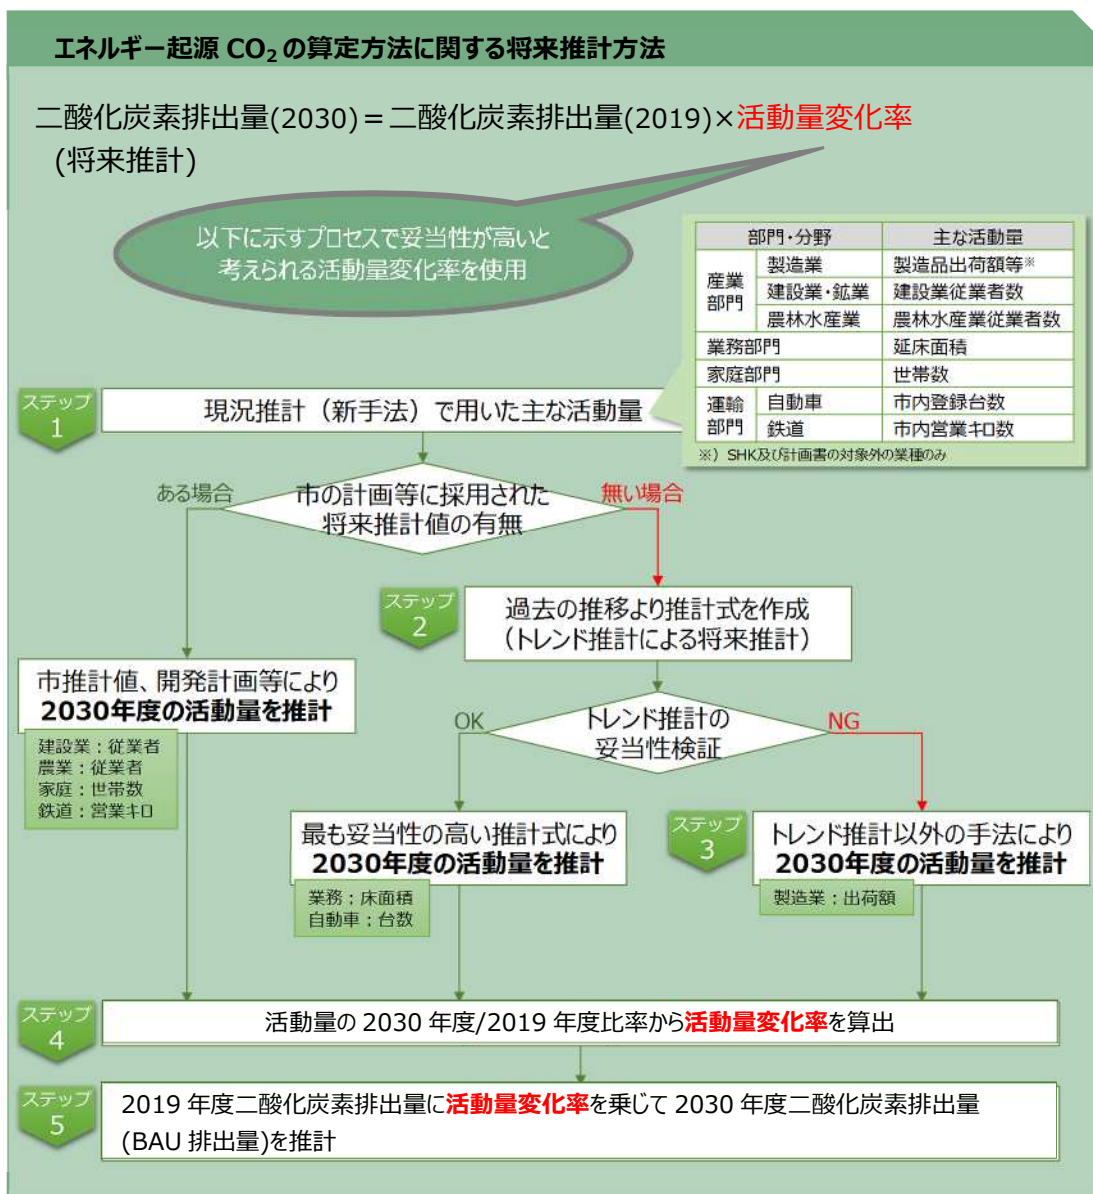 エネルギー起源 CO₂の算定方法に関する将来推計方法
二酸化炭素排出量(2030)=二酸化炭素排出量(2019)×活動量変化率
(将来推計)
以下に示すプロセスで妥当性が高いと
考えられる活動量変化率を使用
部門・分野 主な活動量
産業部門 製造業 製造品出荷額等※
建設業・鉱業 建設業従業者数
農林水産業 農林水産業従業者数
業務部門 延床面積
家庭部門 世帯数
運輸部門 自動車 市内登録台数
鉄道 市内営業キロ数
※）SHK及び計画書の対象外の業種のみ
ステップ
1
現況推計（新手法）で用いた主な活動量
ある場合
市の計画等に採用された
将来推計値の有無
無い場合
ステップ
2
過去の推移より推計式を作成
（トレンド推計による将来推計）
市推計値、開発計画等により
2030年度の活動量を推計
建設業：従業者
農業：従業者
家庭：世帯数
鉄道：営業キロ
OK
トレンド推計の
妥当性検証
NG
最も妥当性の高い推計式により
2030年度の活動量を推計
業務：床面積
自動車：台数
ステップ
3
トレンド推計以外の手法により
2030年度の活動量を推計
製造業：出荷額
ステップ
4
活動量の 2030 年度/2019 年度比率から活動量変化率を算出
ステップ
5
2019 年度二酸化炭素排出量に活動量変化率を乗じて 2030 年度二酸化炭素排出量
(BAU 排出量)を推計